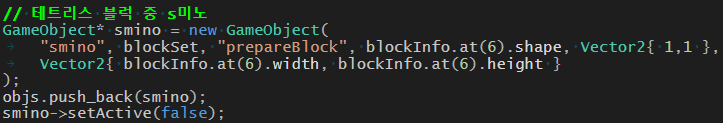 // 테트리스 블럭 중 s미노
GameObject* smino = new GameObject(
"smino", blockSet, "prepareBlock", blockInfo.at(6).shape, Vector2{ 1,1 },
Vector2{ blockInfo.at(6).width, blockInfo.at(6).height }
);
objs.push_back(smino);
smino->setActive(false);